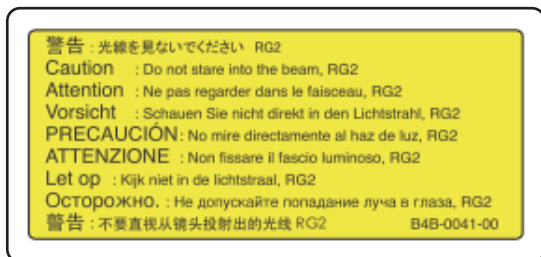 警告 : 光線を見ないでください RG2
Caution : Do not stare into the beam, RG2
Attention : Ne pas regarder dans le faisceau, RG2
Vorsicht : Schauen Sie nicht direkt in den Lichtstrahl, RG2
PRECAUCIÓN : No mire directamente al haz de luz, RG2
ATTENZIONE : Non fissare il fascio luminoso, RG2
Let op : Kijk niet in de lichtstraal, RG2
Осторожно. : Не допускайте попадание луча в глаза, RG2
警告 : 不要直视从镜头投射出的光线 RG2 B4B-0041-00